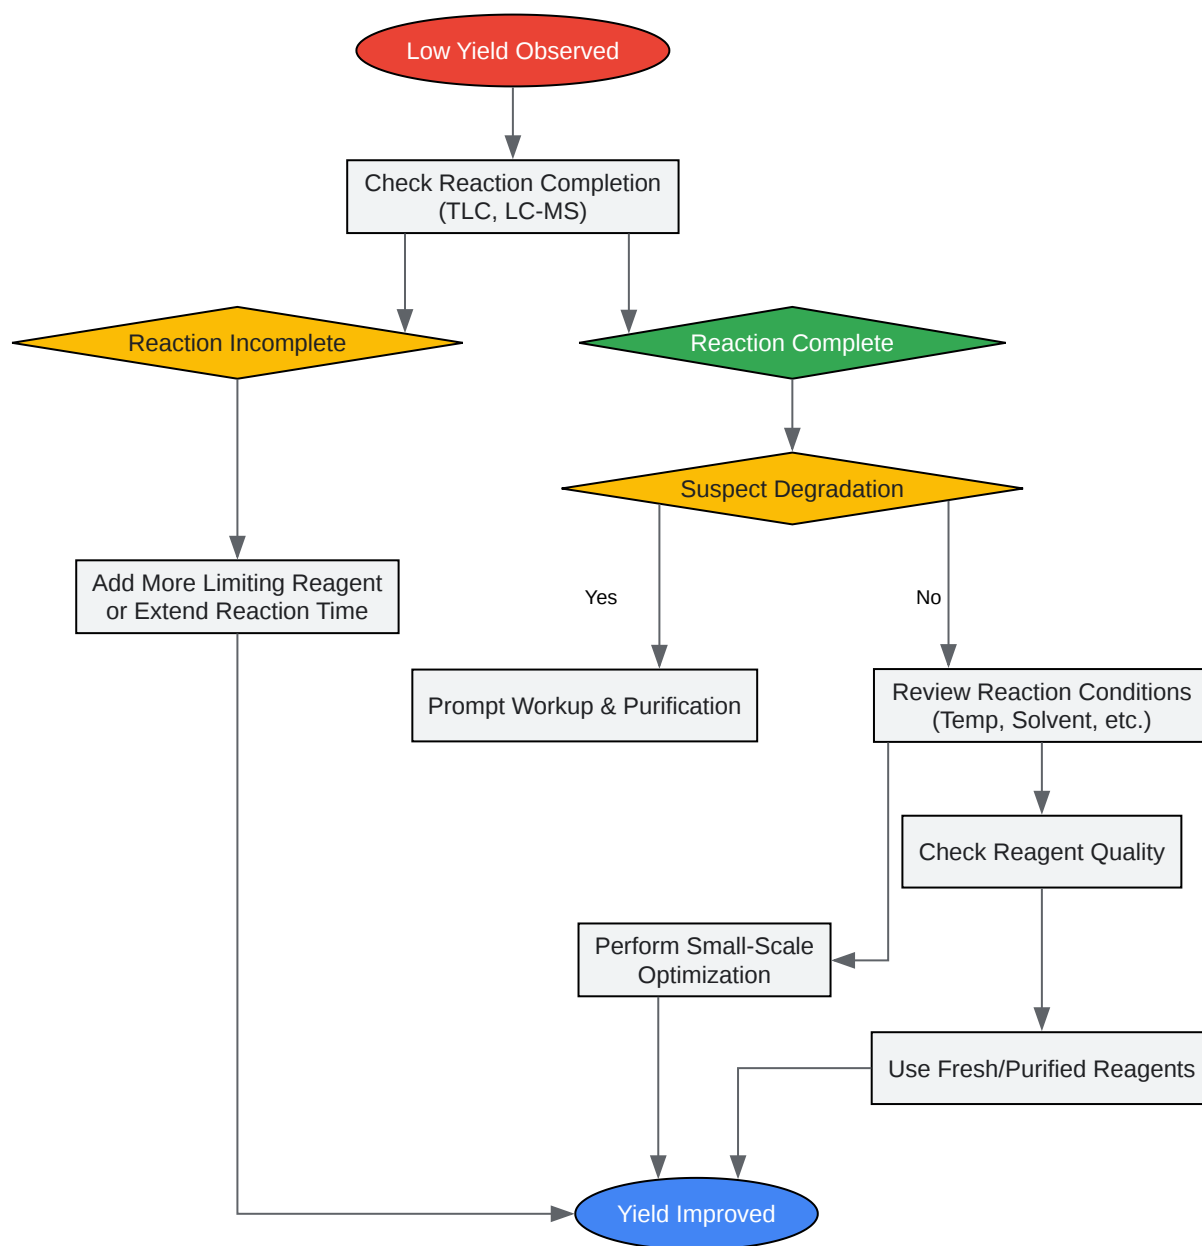 Low Yield Observed
Check Reaction Completion
(TLC, LC-MS)
Reaction Incomplete
Reaction Complete
Suspect Degradation
Add More Limiting Reagent
or Extend Reaction Time
Yes
No
Prompt Workup & Purification
Review Reaction Conditions
(Temp, Solvent, etc.)
Check Reagent Quality
Perform Small-Scale
Optimization
Use Fresh/Purified Reagents
Yield Improved